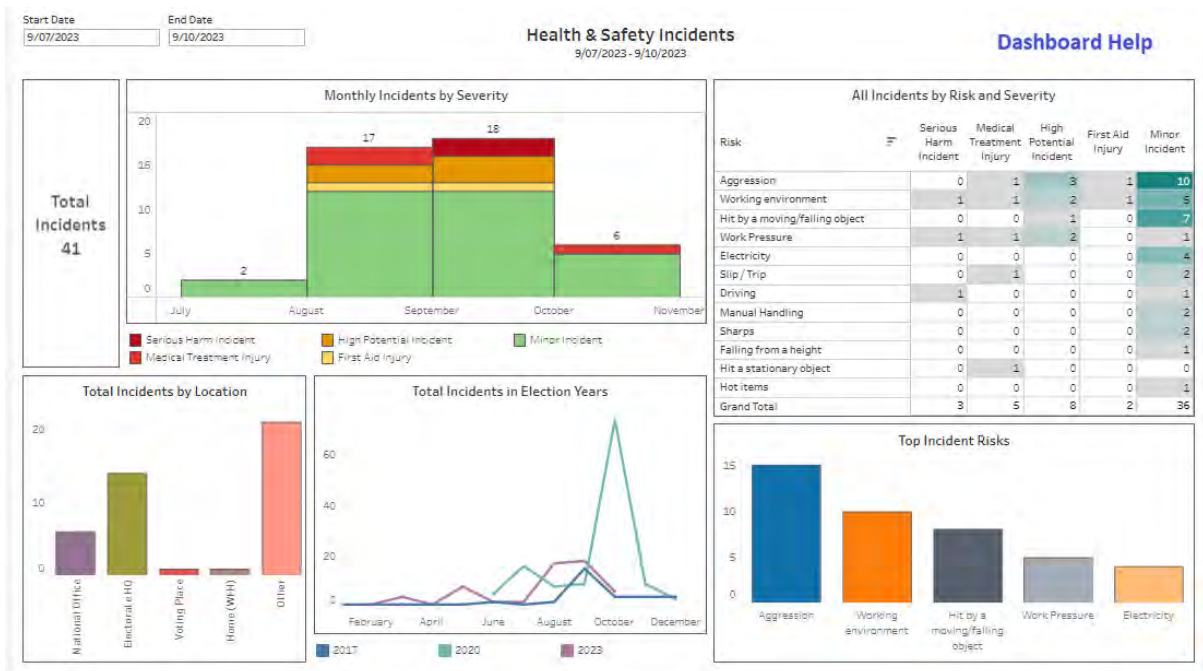 Start Date
9/07/2023
End Date
9/10/2023
Health & Safety Incidents
9/07/2023 - 9/10/2023
Dashboard Help
Total
Incidents
41
Monthly Incidents by Severity
20
15
10
5
0
2
17
18
6
July
August
September
October
November
Serious Harm Incident
High Potential Incident
Minor Incident
Medical Treatment Injury
First Aid Injury
All Incidents by Risk and Severity
Risk
Serious Harm Incident
Medical Treatment Injury
High Potential Incident
First Aid Injury
Minor Incident
Aggression 0 1 3 1 10
Working environment 1 1 2 1 5
Hit by a moving/falling object 0 0 1 0 7
Work Pressure 1 1 2 0 1
Electricity 0 0 0 0 4
Slip / Trip 0 1 0 0 2
Driving 1 0 0 0 1
Manual Handling 0 0 0 0 2
Sharps 0 0 0 0 2
Falling from a height 0 0 0 0 1
Hit a stationary object 0 1 0 0 0
Hot items 0 0 0 0 1
Grand Total 3 5 8 2 36
Total Incidents by Location
20
10
0
National Office
Electorate HQ
Voting Place
Home (WFH)
Other
Total Incidents in Election Years
60
40
20
0
February
April
June
August
October
December
2017
2020
2023
Top Incident Risks
15
10
5
0
Aggression
Working
environment
Hit by a
moving/falling
object
Work Pressure
Electricity